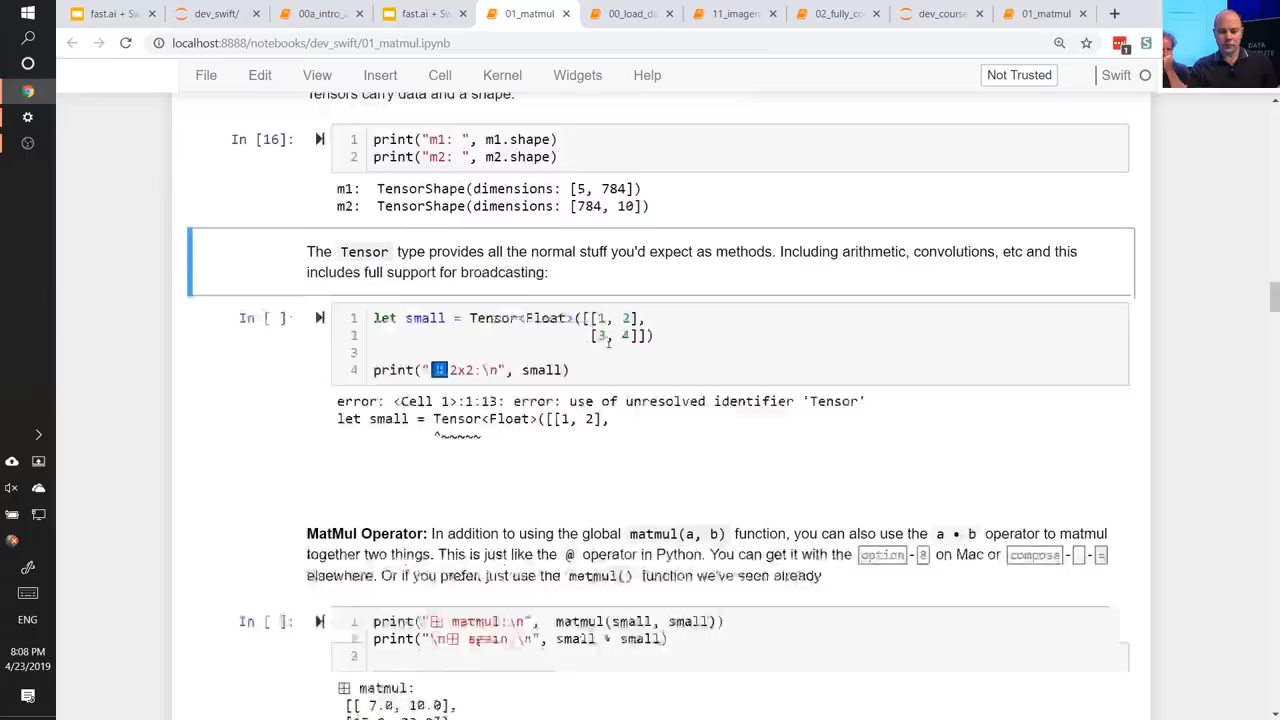 fast.ai + Sw
dev_swift/
00a_intro_a
fast.ai + Sw
01_matmul
00_load_da
11_imagen
02_fully_co
dev_course
01_matmul
localhost:8888/notebooks/dev_swift/01_matmul.ipynb
DATA
File Edit View Insert Cell Kernel Widgets Help Not Trusted Swift
Tensors carry data and a shape.
In [16]:
1 print("m1: ", m1.shape)
2 print("m2: ", m2.shape)
m1: TensorShape(dimensions: [5, 784])
m2: TensorShape(dimensions: [784, 10])
The Tensor type provides all the normal stuff you'd expect as methods. Including arithmetic, convolutions, etc and this
includes full support for broadcasting:
In [ ]:
1 let small = Tensor<Float>([[1, 2],
2 [3, 4]])
3
4 print("🔢2x2:\n", small)
error: <Cell 1>:1:13: error: use of unresolved identifier 'Tensor'
let small = Tensor<Float>([[1, 2],
^~~~~~
MatMul Operator: In addition to using the global matmul(a, b) function, you can also use the a • b operator to matmul
together two things. This is just like the @ operator in Python. You can get it with the option - 8 on Mac or compose - . - =
elsewhere. Or if you prefer, just use the matmul() function we've seen already
In [ ]:
print("⊞ matmul:\n", matmul(small, small))
print("\n⊞ again:\n", small • small)
3
⊞ matmul:
[[ 7.0, 10.0],
ENG
8:08 PM
4/23/2019